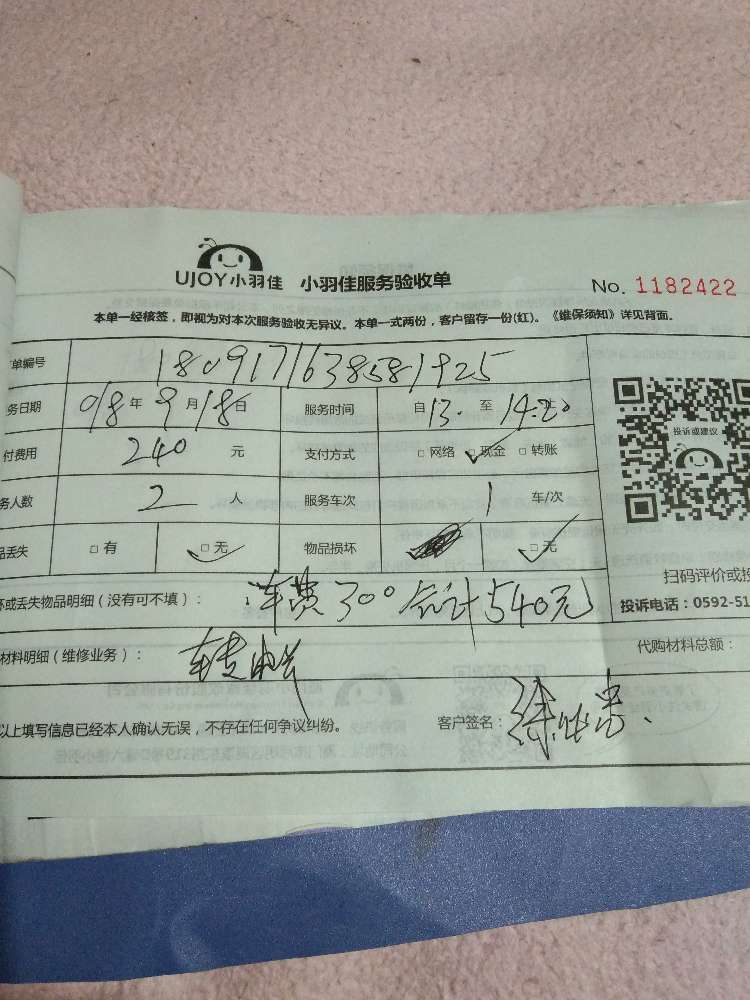 UJOY小羽佳 小羽佳服务验收单 No. 1182422
本单一经核签，即视为对本次服务验收无异议。本单一式两份，客户留存一份(红)。《维保须知》详见背面。
单编号 1809171638581925
务日期 018年9月18日 服务时间 自13. 至14:20
付费用 240 元 支付方式 □网络 □现金 □转账
投诉或建议
务人数 2 人 服务车次 1 车/次
品丢失 □有 □无 物品损坏 □无
扫码评价或投
坏或丢失物品明细（没有可不填）： 车费300合计540元
投诉电话：0592-51
材料明细（维修业务）：
代购材料总额：
以上填写信息已经本人确认无误，不存在任何争议纠纷。 客户签名：